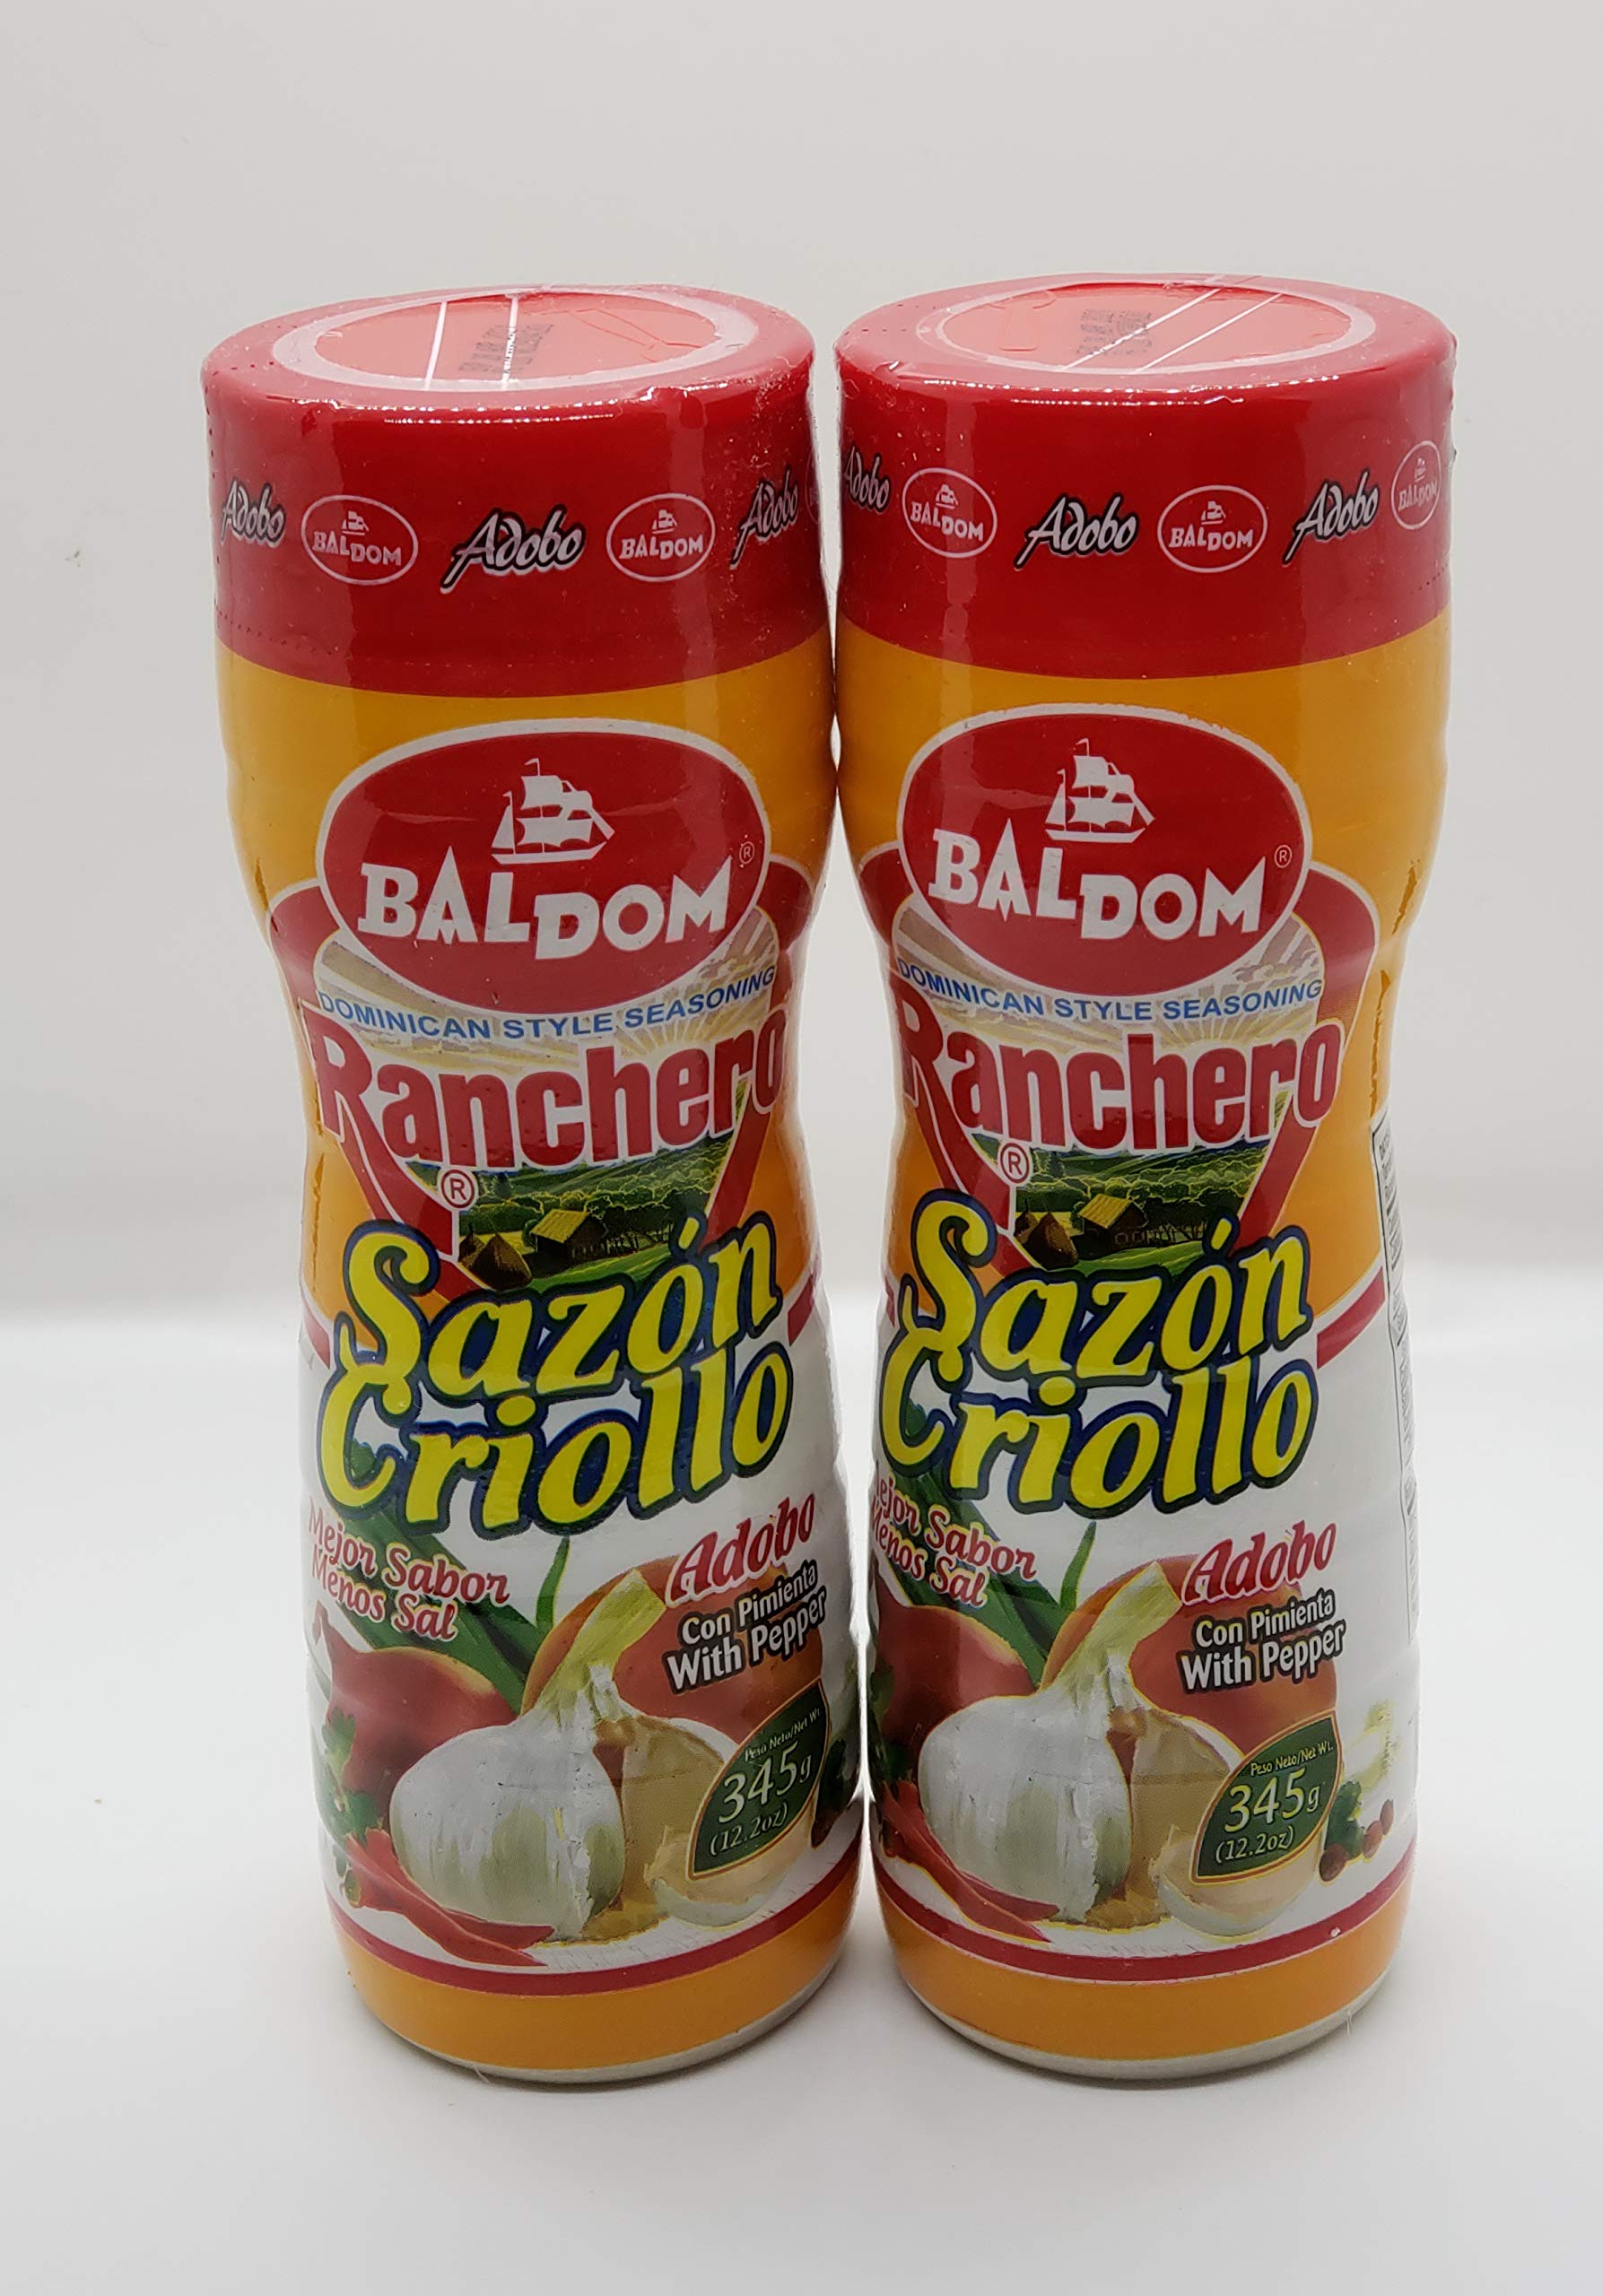 Adobo BALDOM Adobo BALDOM Adobo
BALDOM ®
DOMINICAN STYLE SEASONING
Ranchero
®
Sazón
Criollo
Mejor Sabor
Menos Sal
Adobo
Con Pimienta
With Pepper
Peso Neto/Net Wt.
345g
(12.2oz)
Adobo BALDOM Adobo BALDOM Adobo BALDOM
BALDOM ®
DOMINICAN STYLE SEASONING
Ranchero
®
Sazón
Criollo
ejor Sabor
Menos Sal
Adobo
Con Pimienta
With Pepper
Peso Neto/Net Wt.
345g
(12.2oz)